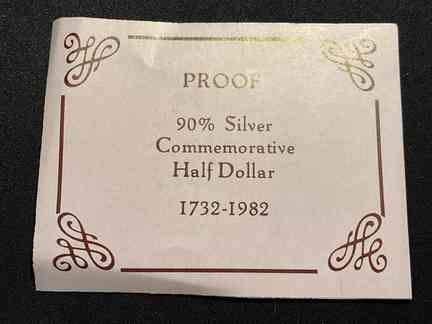 PROOF
90% Silver
Commemorative
Half Dollar
1732-1982